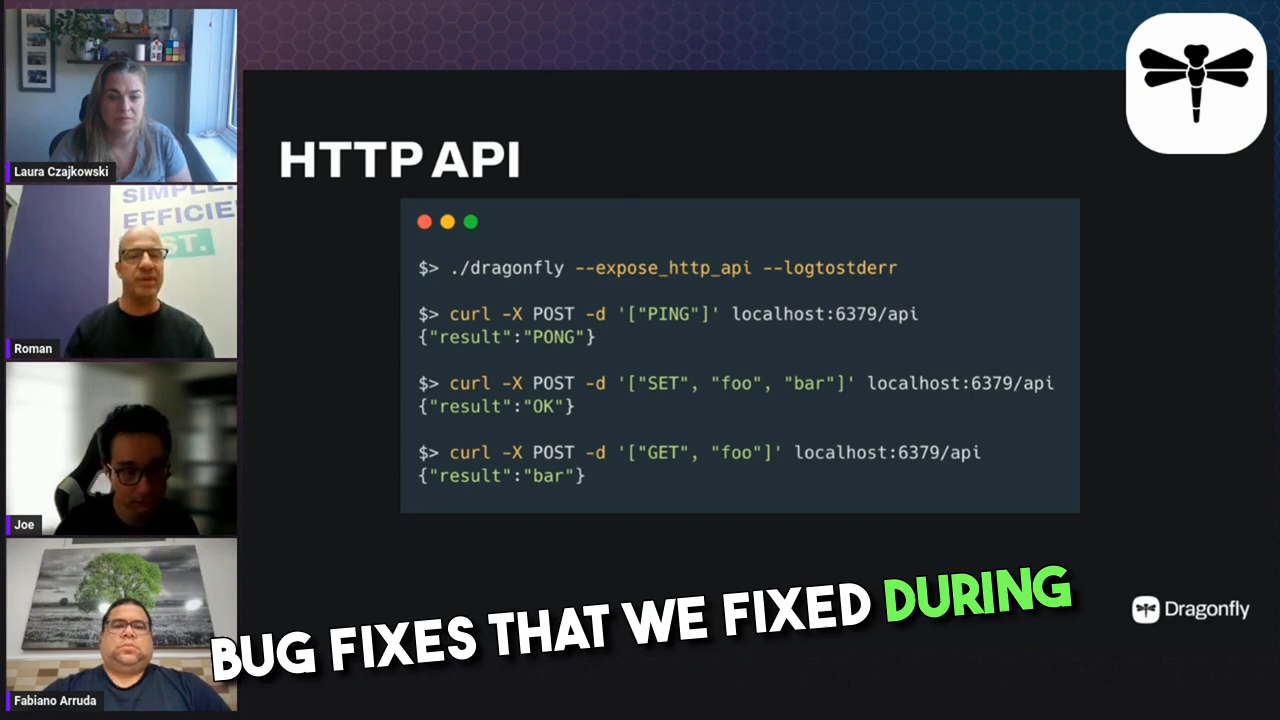 Laura Czajkowski
SIMPLE.
EFFICIE
ST.
Roman
Joe
Fabiano Arruda
HTTP API
$> ./dragonfly --expose_http_api --logtostderr
$> curl -X POST -d '["PING"]' localhost:6379/api
{"result":"PONG"}
$> curl -X POST -d '["SET", "foo", "bar"]' localhost:6379/api
{"result":"OK"}
$> curl -X POST -d '["GET", "foo"]' localhost:6379/api
{"result":"bar"}
BUG FIXES THAT WE FIXED DURING
Dragonfly